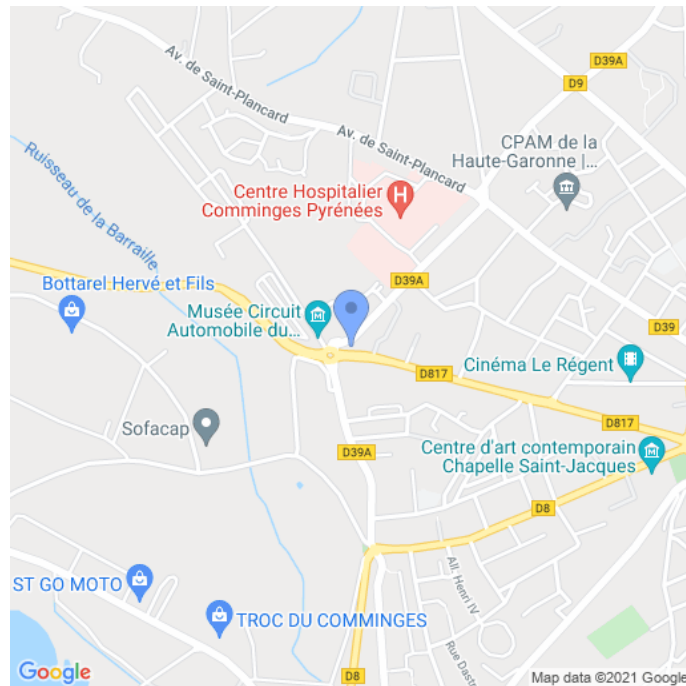 D39A
Av. de Saint-Plancard
D9
Av. de Saint-Plancard
CPAM de la
Haute-Garonne |...
Centre Hospitalier
Comminges Pyrénées
Ruisseau de la Barraille
Bottarel Hervé et Fils
D39A
Musée Circuit
Automobile du...
D39
Cinéma Le Régent
D817
D817
Sofacap
D39A
Centre d'art contemporain
Chapelle Saint-Jacques
D8
All. Henri IV
ST GO MOTO
TROC DU COMMINGES
Rue Dastr
D8
Google
Map data ©2021 Google